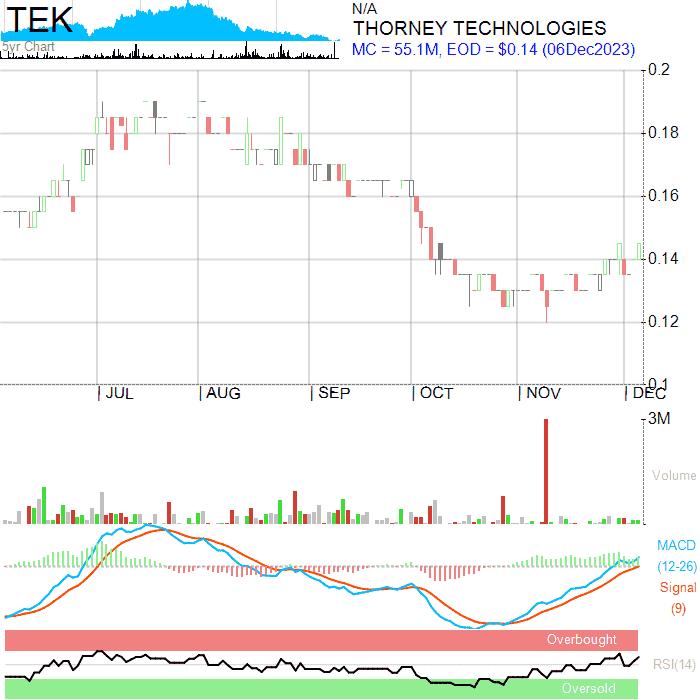 TEK
5yr Chart
N/A
THORNEY TECHNOLOGIES
MC = 55.1M, EOD = $0.14 (06Dec2023)
0.2
0.18
0.16
0.14
0.12
0.1
JUL AUG SEP OCT NOV DEC
3M
Volume
MACD
(12-26)
Signal
(9)
Overbought
RSI(14)
Oversold